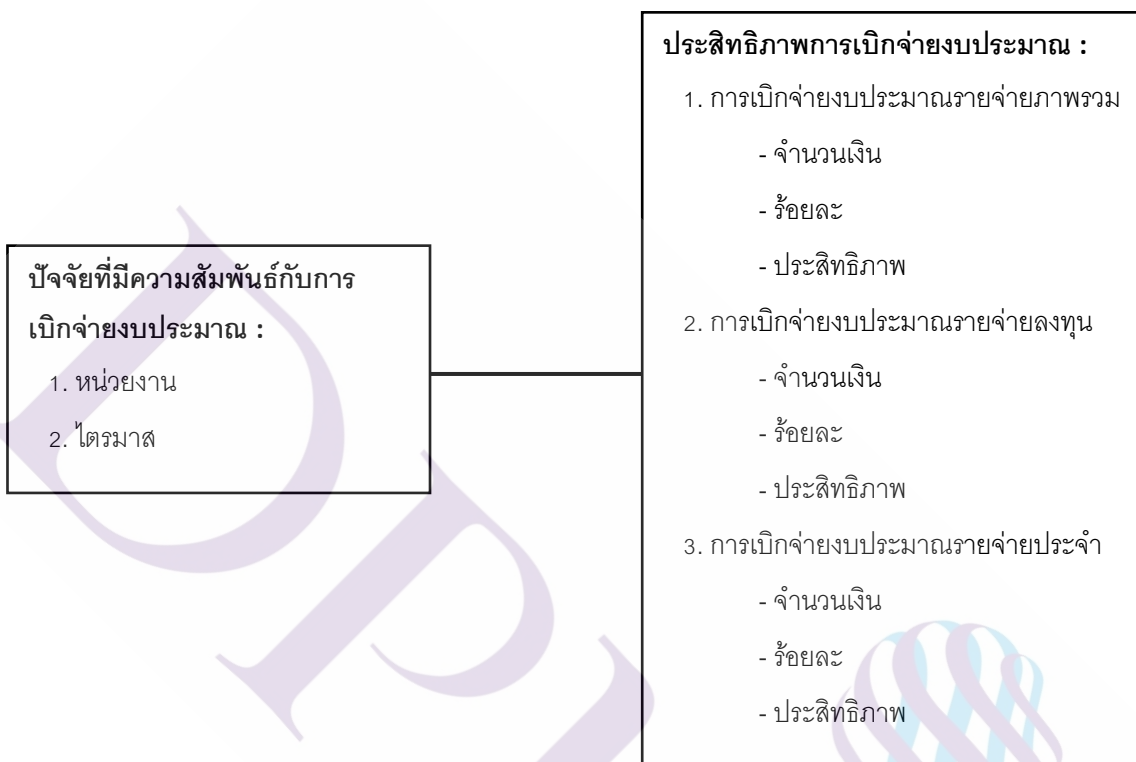 ประสิทธิภาพการเบิกจ่ายงบประมาณ :
1. การเบิกจ่ายงบประมาณรายจ่ายภาพรวม
- จำนวนเงิน
- ร้อยละ
- ประสิทธิภาพ
2. การเบิกจ่ายงบประมาณรายจ่ายลงทุน
- จำนวนเงิน
- ร้อยละ
- ประสิทธิภาพ
3. การเบิกจ่ายงบประมาณรายจ่ายประจำ
- จำนวนเงิน
- ร้อยละ
- ประสิทธิภาพ
ปัจจัยที่มีความสัมพันธ์กับการ
เบิกจ่ายงบประมาณ :
1. หน่วยงาน
2. ไตรมาส